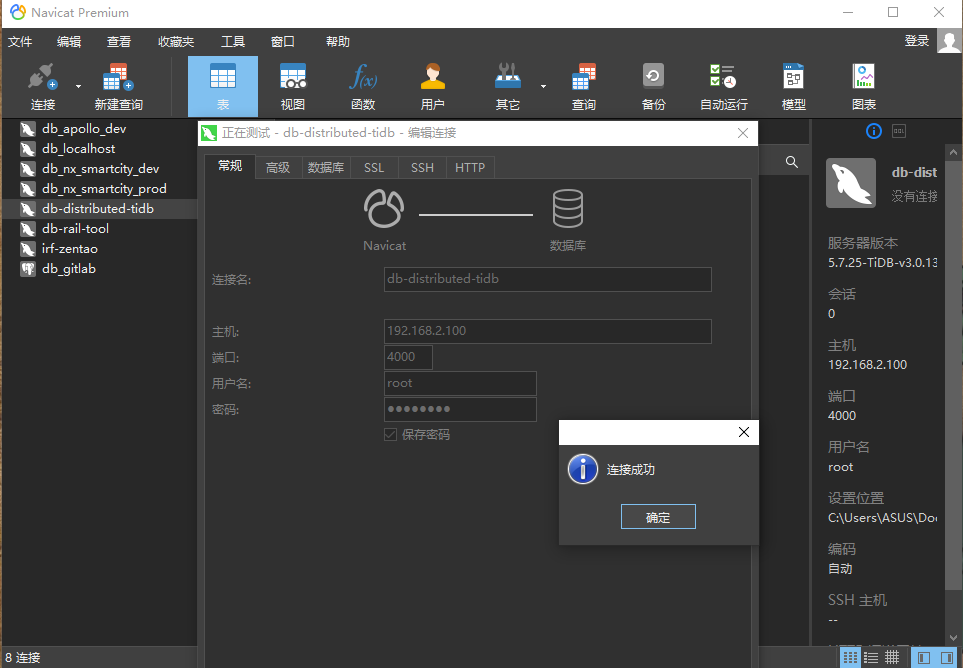 Navicat Premium
文件 编辑 查看 收藏夹 工具 窗口 帮助 登录
连接 新建查询 表 视图 函数 用户 其它 查询 备份 自动运行 模型 图表
f(x)
db_apollo_dev
db_localhost
db_nx_smartcity_dev
db_nx_smartcity_prod
db-distributed-tidb
db-rail-tool
irf-zentao
db_gitlab
正在测试 - db-distributed-tidb - 编辑连接
常规 高级 数据库 SSL SSH HTTP
Navicat 数据库
连接名: db-distributed-tidb
主机: 192.168.2.100
端口: 4000
用户名: root
密码: ●●●●●●●●
保存密码
连接成功
确定
db-dist
没有连接
服务器版本
5.7.25-TiDB-v3.0.13
会话
0
主机
192.168.2.100
端口
4000
用户名
root
设置位置
C:\Users\ASUS\Doc
编码
自动
SSH 主机
--
8 连接